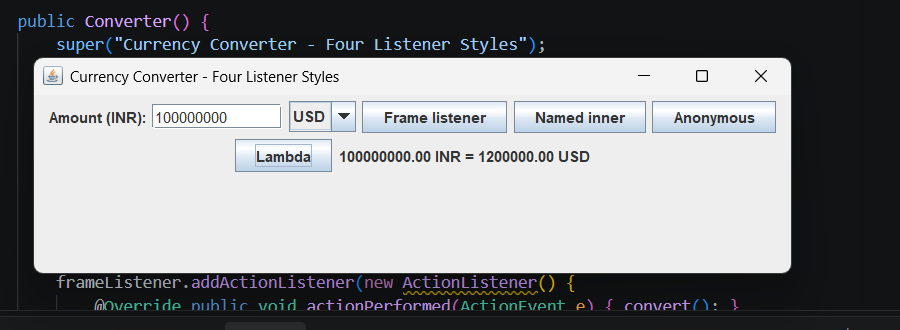 public Converter() {
super("Currency Converter - Four Listener Styles");
Currency Converter - Four Listener Styles
Amount (INR): 100000000 USD Frame listener Named inner Anonymous
Lambda 100000000.00 INR = 1200000.00 USD
frameListener.addActionListener(new ActionListener() {
@Override public void actionPerformed(ActionEvent e) { convert(); }